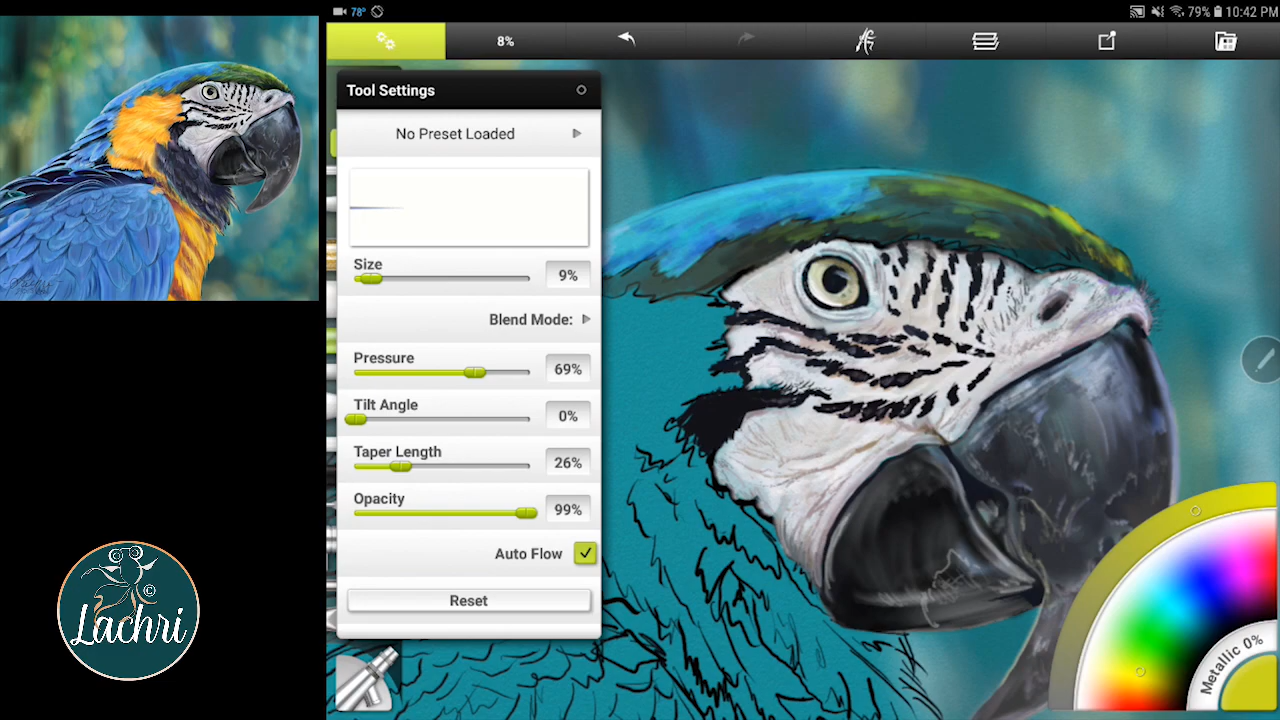 78°
79% 10:42 PM
8%
Tool Settings
No Preset Loaded
Size
9%
Blend Mode:
Pressure
69%
Tilt Angle
0%
Taper Length
26%
Opacity
99%
Auto Flow
Reset
Lachri
©
Metallic 0%